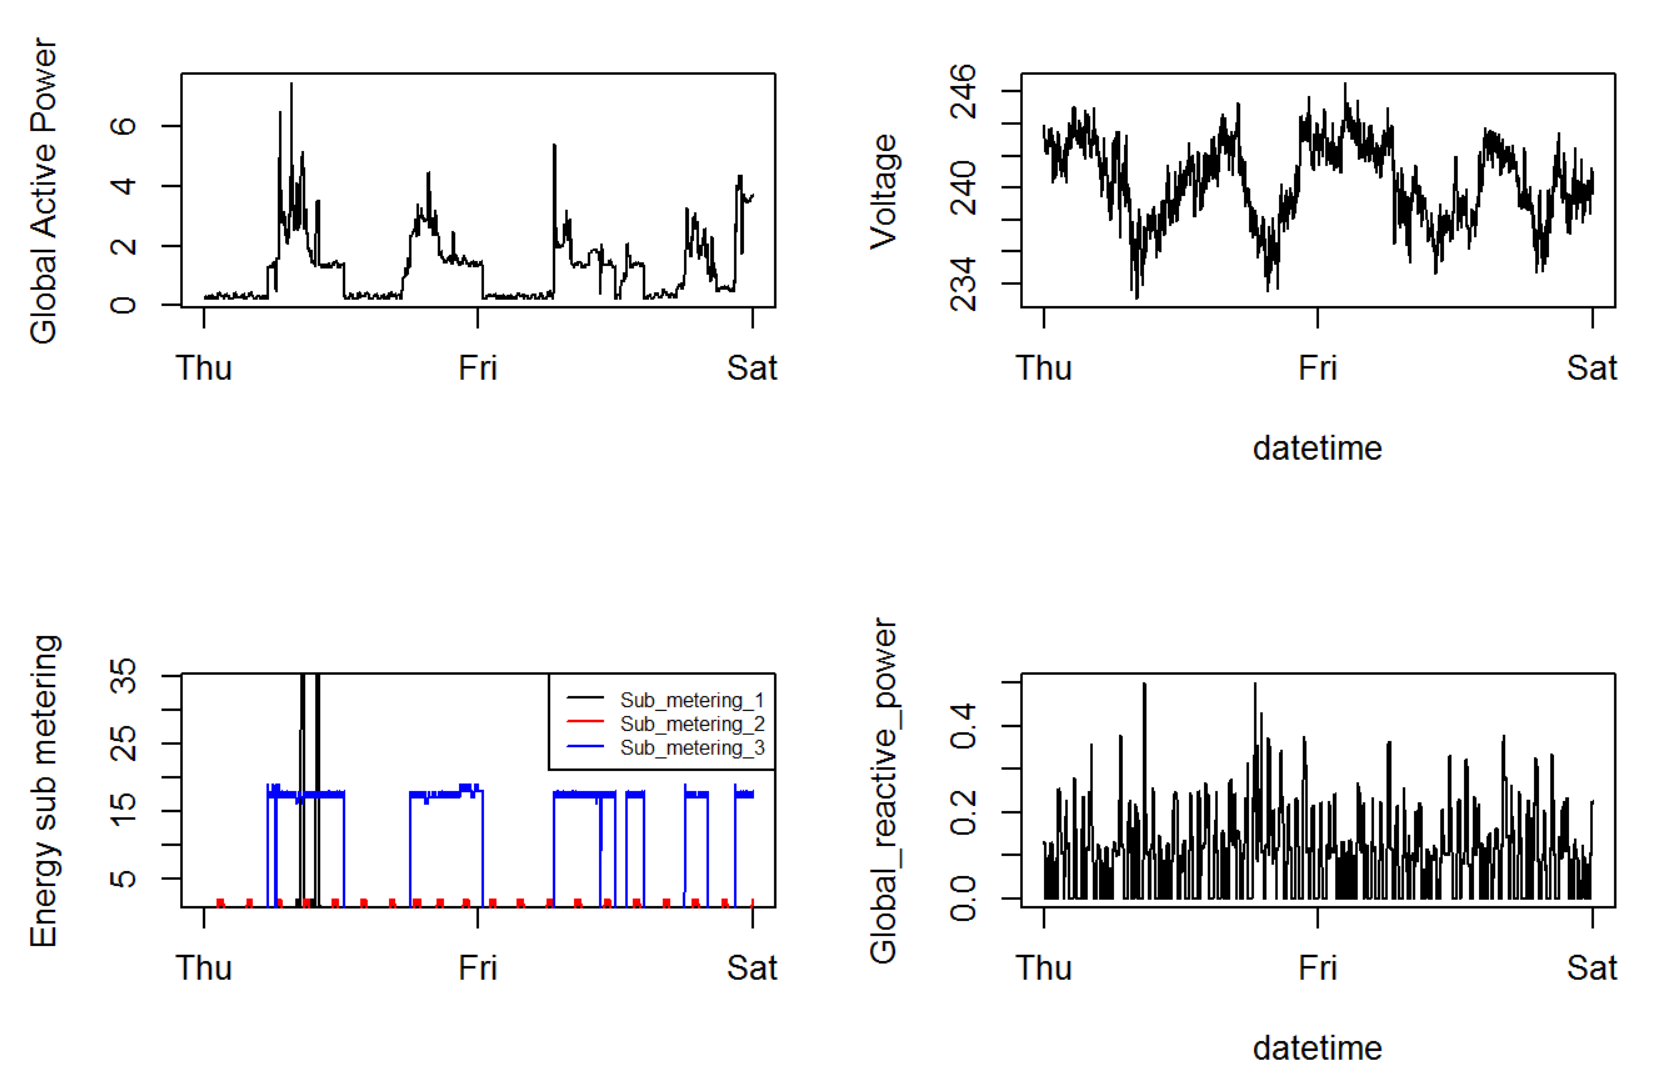 Global Active Power
6
4
2
0
Thu
Fri
Sat
Voltage
246
240
234
Thu
Fri
Sat
datetime
Energy sub metering
35
25
15
5
Sub_metering_1
Sub_metering_2
Sub_metering_3
Thu
Fri
Sat
Global_reactive_power
0.4
0.2
0.0
Thu
Fri
Sat
datetime